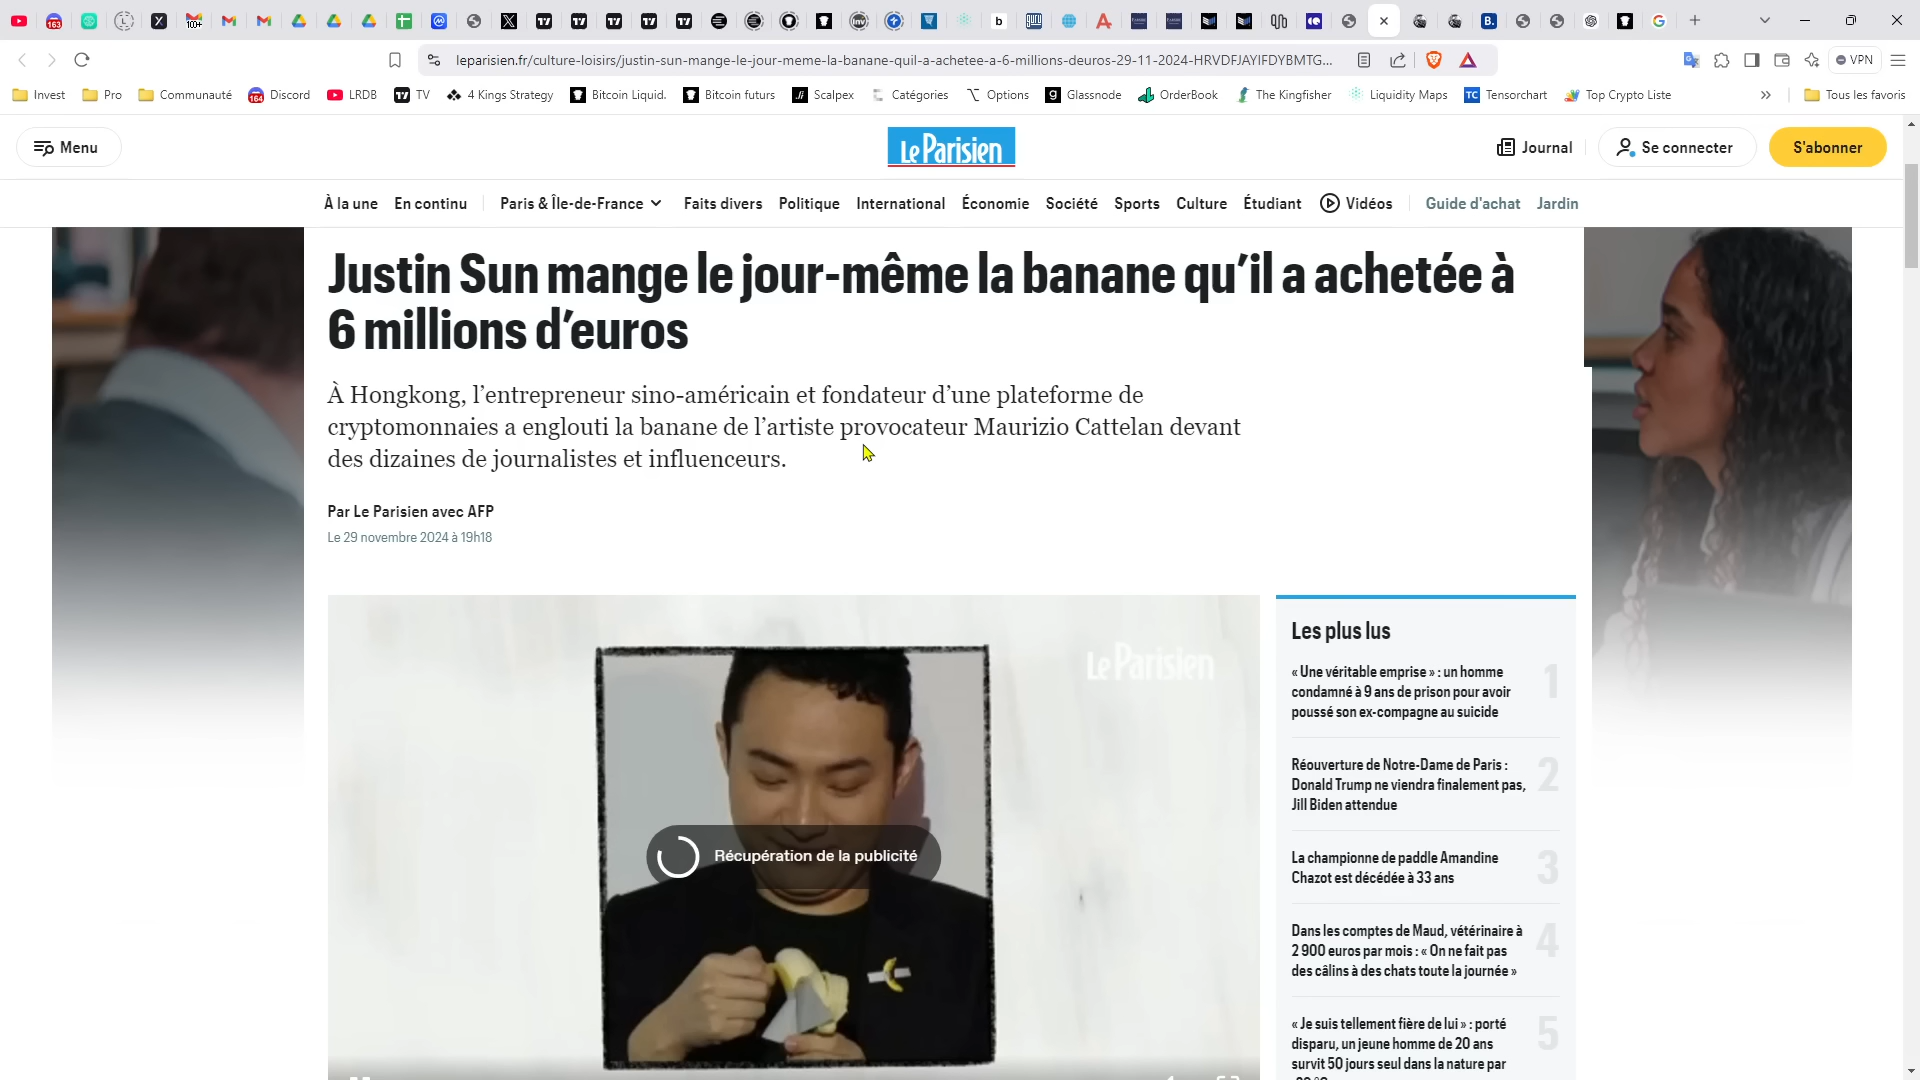 163
100+
leparisien.fr/culture-loisirs/justin-sun-mange-le-jour-meme-la-banane-quil-a-achetee-a-6-millions-deuros-29-11-2024-HRVDFJAYIFDYBMTG...
VPN
Invest
Pro
Communauté
164 Discord
LRDB
TV
4 Kings Strategy
Bitcoin Liquid.
Bitcoin futurs
Scalpex
Catégories
Options
Glassnode
OrderBook
The Kingfisher
Liquidity Maps
TC Tensorchart
Top Crypto Liste
Tous les favoris
Menu
Le Parisien
Journal
Se connecter
S'abonner
À la une
En continu
Paris & Île-de-France
Faits divers
Politique
International
Économie
Société
Sports
Culture
Étudiant
Vidéos
Guide d'achat
Jardin
Justin Sun mange le jour-même la banane qu’il a achetée à
6 millions d’euros
À Hongkong, l’entrepreneur sino-américain et fondateur d’une plateforme de
cryptomonnaies a englouti la banane de l’artiste provocateur Maurizio Cattelan devant
des dizaines de journalistes et influenceurs.
Par Le Parisien avec AFP
Le 29 novembre 2024 à 19h18
Le Parisien
Récupération de la publicité
Les plus lus
« Une véritable emprise » : un homme
condamné à 9 ans de prison pour avoir
poussé son ex-compagne au suicide
1
Réouverture de Notre-Dame de Paris :
Donald Trump ne viendra finalement pas,
Jill Biden attendue
2
La championne de paddle Amandine
Chazot est décédée à 33 ans
3
Dans les comptes de Maud, vétérinaire à
2 900 euros par mois : « On ne fait pas
des câlins à des chats toute la journée »
4
« Je suis tellement fière de lui » : porté
disparu, un jeune homme de 20 ans
survit 50 jours seul dans la nature par
5